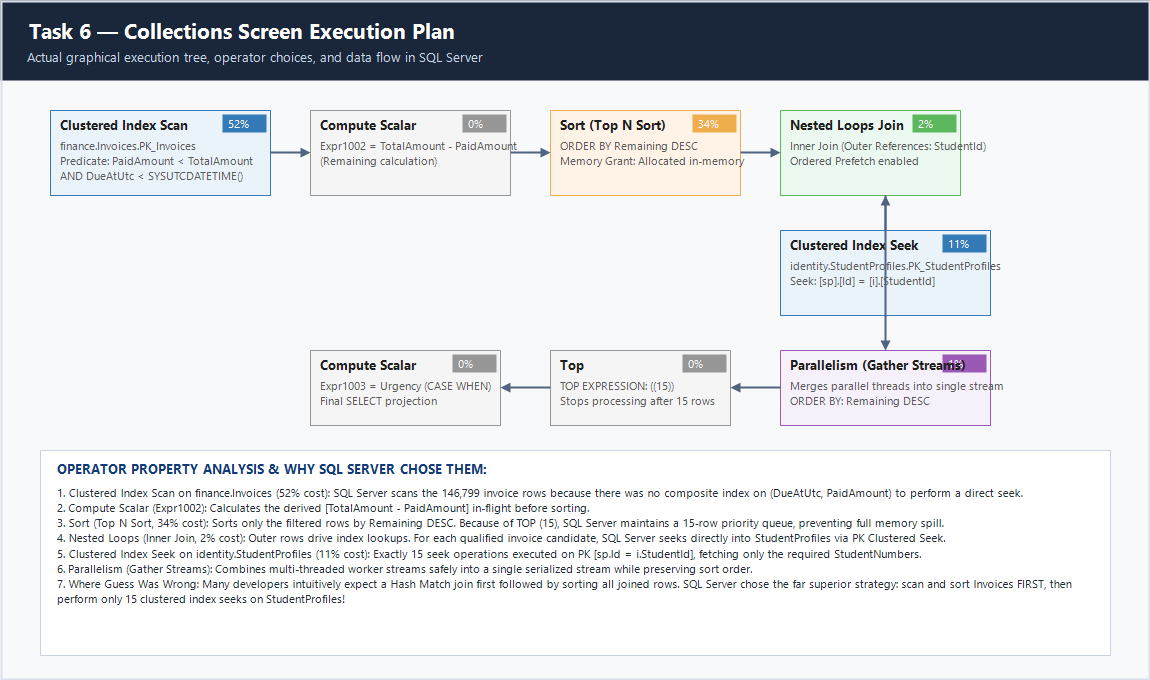 Task 6 — Collections Screen Execution Plan
Actual graphical execution tree, operator choices, and data flow in SQL Server
Clustered Index Scan
52%
finance.Invoices.PK_Invoices
Predicate: PaidAmount < TotalAmount
AND DueAtUtc < SYSUTCDATETIME()
Compute Scalar
0%
Expr1002 = TotalAmount - PaidAmount
(Remaining calculation)
Sort (Top N Sort)
34%
ORDER BY Remaining DESC
Memory Grant: Allocated in-memory
Nested Loops Join
2%
Inner Join (Outer References: StudentId)
Ordered Prefetch enabled
Clustered Index Seek
11%
identity.StudentProfiles.PK_StudentProfiles
Seek: [sp].[Id] = [i].[StudentId]
Compute Scalar
0%
Expr1003 = Urgency (CASE WHEN)
Final SELECT projection
Top
0%
TOP EXPRESSION: ((15))
Stops processing after 15 rows
Parallelism (Gather Streams)
Merges parallel threads into single stream
ORDER BY: Remaining DESC
OPERATOR PROPERTY ANALYSIS & WHY SQL SERVER CHOSE THEM:
1. Clustered Index Scan on finance.Invoices (52% cost): SQL Server scans the 146,799 invoice rows because there was no composite index on (DueAtUtc, PaidAmount) to perform a direct seek.
2. Compute Scalar (Expr1002): Calculates the derived [TotalAmount - PaidAmount] in-flight before sorting.
3. Sort (Top N Sort, 34% cost): Sorts only the filtered rows by Remaining DESC. Because of TOP (15), SQL Server maintains a 15-row priority queue, preventing full memory spill.
4. Nested Loops (Inner Join, 2% cost): Outer rows drive index lookups. For each qualified invoice candidate, SQL Server seeks directly into StudentProfiles via PK Clustered Seek.
5. Clustered Index Seek on identity.StudentProfiles (11% cost): Exactly 15 seek operations executed on PK [sp.Id = i.StudentId], fetching only the required StudentNumbers.
6. Parallelism (Gather Streams): Combines multi-threaded worker streams safely into a single serialized stream while preserving sort order.
7. Where Guess Was Wrong: Many developers intuitively expect a Hash Match join first followed by sorting all joined rows. SQL Server chose the far superior strategy: scan and sort Invoices FIRST, then
perform only 15 clustered index seeks on StudentProfiles!